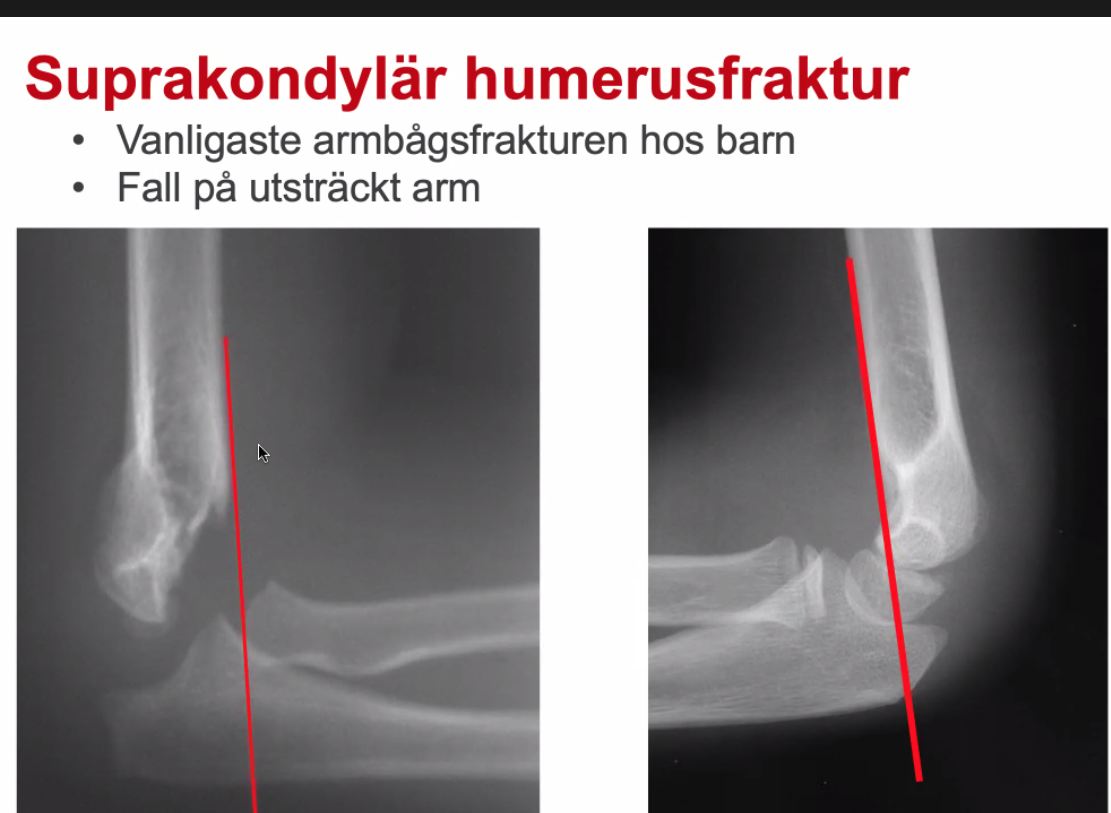 Suprakondylär humerusfraktur
• Vanligaste armbågsfrakturen hos barn
• Fall på utsträckt arm